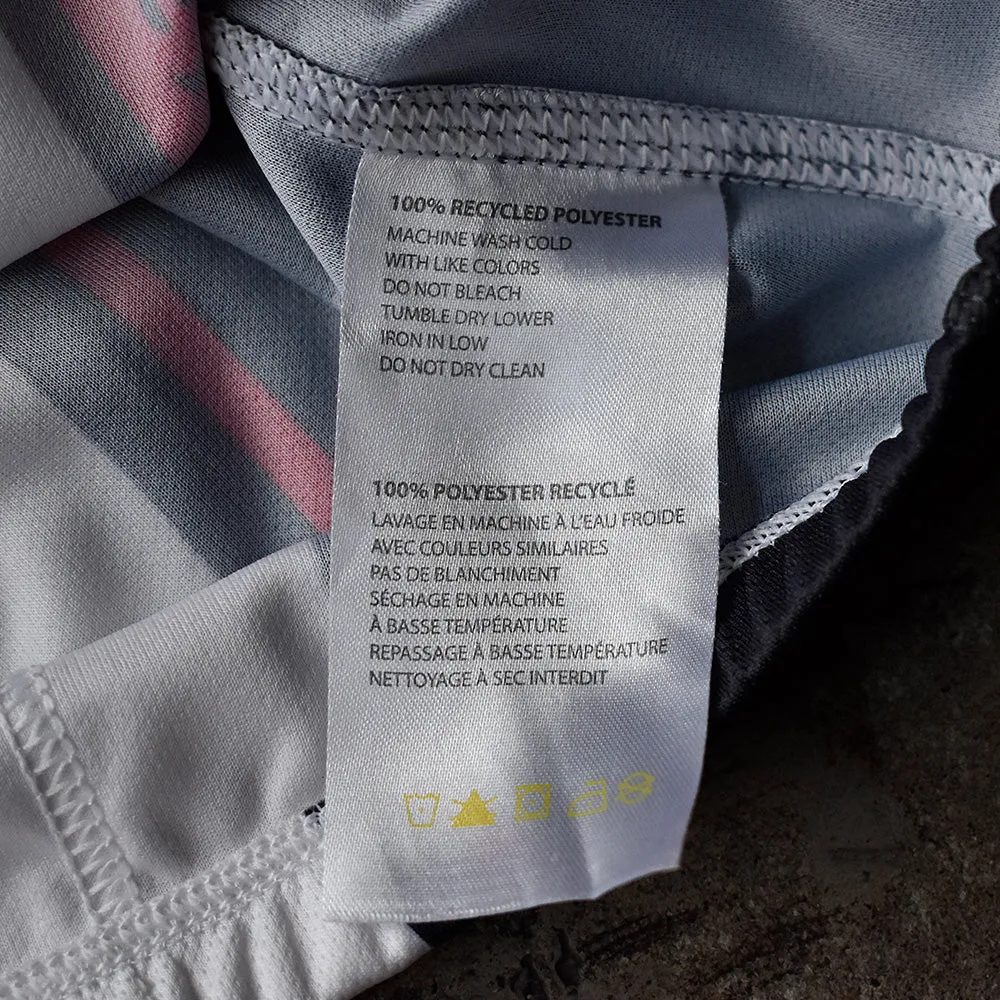 100% RECYCLED POLYESTER
MACHINE WASH COLD
WITH LIKE COLORS
DO NOT BLEACH
TUMBLE DRY LOWER
IRON IN LOW
DO NOT DRY CLEAN
100% POLYESTER RECYCLÉ
LAVAGE EN MACHINE À L'EAU FROIDE
AVEC COULEURS SIMILAIRES
PAS DE BLANCHIMENT
SÉCHAGE EN MACHINE
À BASSE TEMPÉRATURE
REPASSAGE À BASSE TEMPÉRATURE
NETTOYAGE À SEC INTERDIT